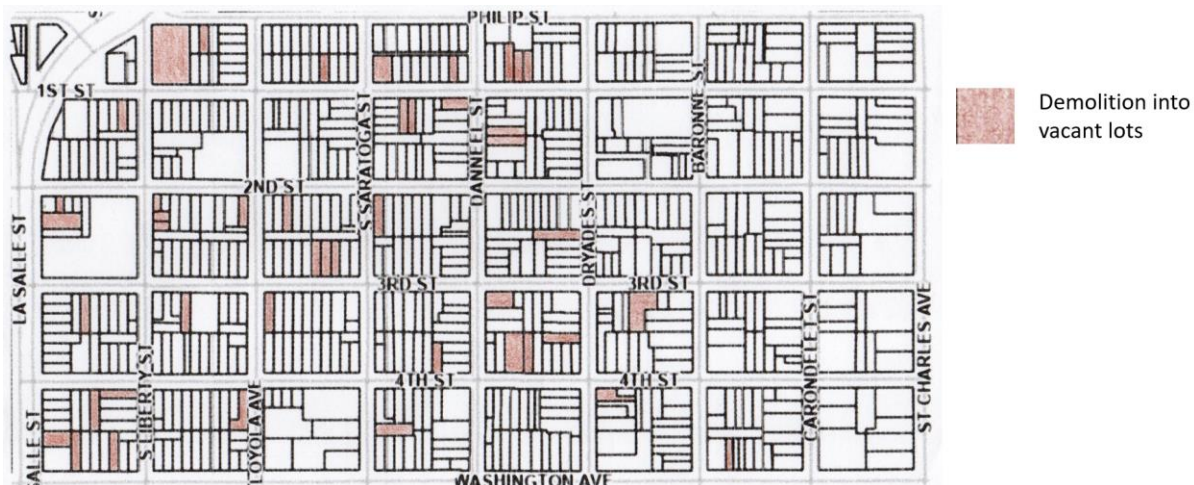 S
PHILIP ST
1ST ST
S SARATOGA ST
DANNEEL ST
BARONNE ST
Demolition into
vacant lots
2ND ST
LA SALLE ST
DRYADES ST
3RD ST
3RD ST
S LIBERTY ST
CARONDELET ST
ST CHARLES AVE
4TH ST
4TH ST
SALLE ST
LOYOLA AVE
WASHINGTON AVE